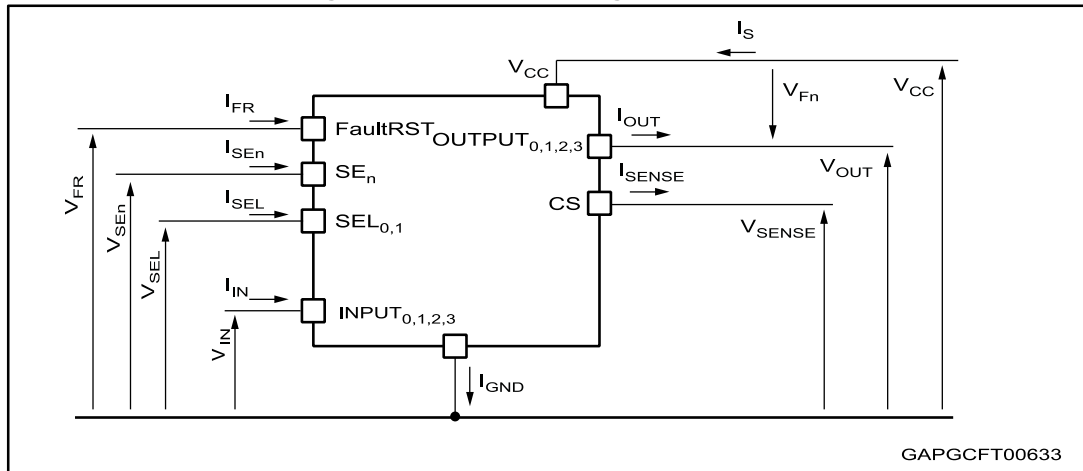 I_S
V_CC
V_Fn
V_CC
I_FR
FaultRST
OUTPUT_0,1,2,3
I_OUT
I_SEn
SE_n
I_SENSE
V_OUT
V_FR
I_SEL
SEL_0,1
CS
V_SEn
V_SENSE
V_SEL
I_IN
INPUT_0,1,2,3
V_IN
I_GND
GAPGCFT00633